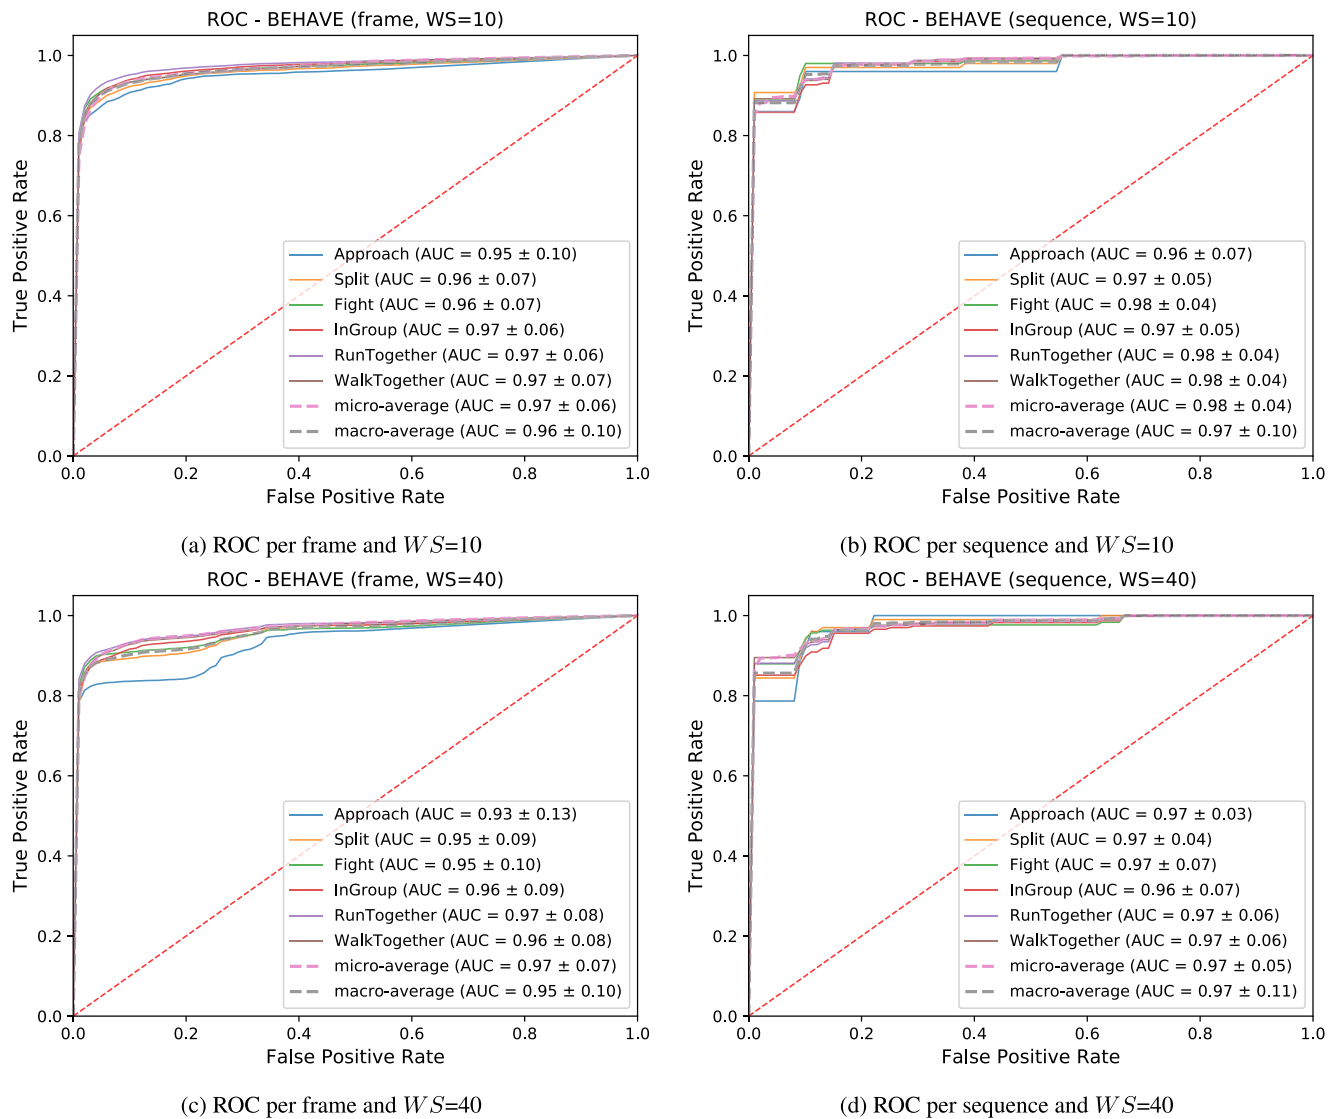 ROC - BEHAVE (frame, WS=10)
True Positive Rate
1.0
0.8
0.6
0.4
0.2
0.0
Approach (AUC = 0.95 ± 0.10)
Split (AUC = 0.96 ± 0.07)
Fight (AUC = 0.96 ± 0.07)
InGroup (AUC = 0.97 ± 0.06)
RunTogether (AUC = 0.97 ± 0.06)
WalkTogether (AUC = 0.97 ± 0.07)
micro-average (AUC = 0.97 ± 0.06)
macro-average (AUC = 0.96 ± 0.10)
0.0 0.2 0.4 0.6 0.8 1.0
False Positive Rate
(a) ROC per frame and WS=10
ROC - BEHAVE (sequence, WS=10)
True Positive Rate
1.0
0.8
0.6
0.4
0.2
0.0
Approach (AUC = 0.96 ± 0.07)
Split (AUC = 0.97 ± 0.05)
Fight (AUC = 0.98 ± 0.04)
InGroup (AUC = 0.97 ± 0.05)
RunTogether (AUC = 0.98 ± 0.04)
WalkTogether (AUC = 0.98 ± 0.04)
micro-average (AUC = 0.98 ± 0.04)
macro-average (AUC = 0.97 ± 0.10)
0.0 0.2 0.4 0.6 0.8 1.0
False Positive Rate
(b) ROC per sequence and WS=10
ROC - BEHAVE (frame, WS=40)
True Positive Rate
1.0
0.8
0.6
0.4
0.2
0.0
Approach (AUC = 0.93 ± 0.13)
Split (AUC = 0.95 ± 0.09)
Fight (AUC = 0.95 ± 0.10)
InGroup (AUC = 0.96 ± 0.09)
RunTogether (AUC = 0.97 ± 0.08)
WalkTogether (AUC = 0.96 ± 0.08)
micro-average (AUC = 0.97 ± 0.07)
macro-average (AUC = 0.95 ± 0.10)
0.0 0.2 0.4 0.6 0.8 1.0
False Positive Rate
(c) ROC per frame and WS=40
ROC - BEHAVE (sequence, WS=40)
True Positive Rate
1.0
0.8
0.6
0.4
0.2
0.0
Approach (AUC = 0.97 ± 0.03)
Split (AUC = 0.97 ± 0.04)
Fight (AUC = 0.97 ± 0.07)
InGroup (AUC = 0.96 ± 0.07)
RunTogether (AUC = 0.97 ± 0.06)
WalkTogether (AUC = 0.97 ± 0.06)
micro-average (AUC = 0.97 ± 0.05)
macro-average (AUC = 0.97 ± 0.11)
0.0 0.2 0.4 0.6 0.8 1.0
False Positive Rate
(d) ROC per sequence and WS=40